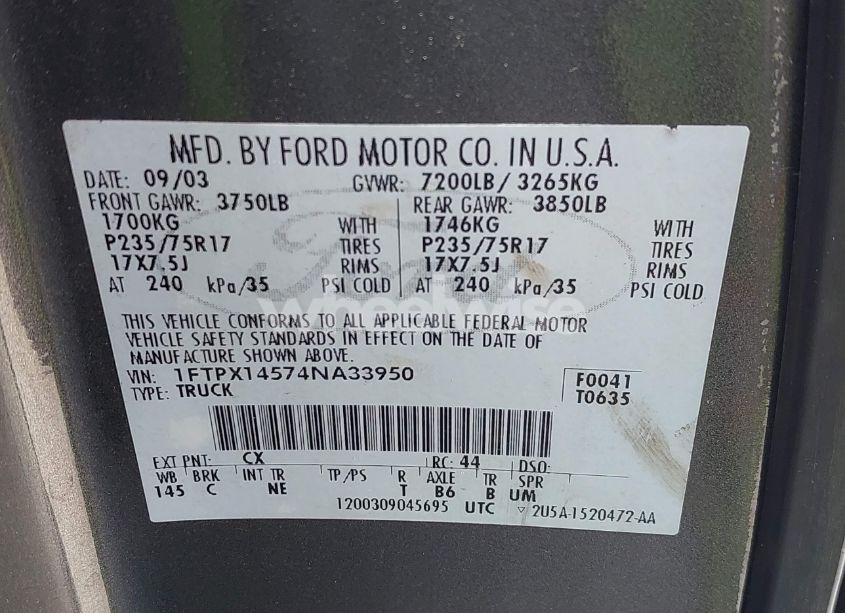 MFD. BY FORD MOTOR CO. IN U.S.A.
DATE: 09/03 GVWR: 7200LB/ 3265KG
FRONT GAWR: 3750LB REAR GAWR: 3850LB
1700KG WITH 1746KG WITH
P235/75R17 TIRES P235/75R17 TIRES
17X7.5J RIMS 17X7.5J RIMS
AT 240 kPa/35 PSI COLD AT 240 kPa/35 PSI COLD
wheelwise
THIS VEHICLE CONFORMS TO ALL APPLICABLE FEDERAL MOTOR
VEHICLE SAFETY STANDARDS IN EFFECT ON THE DATE OF
MANUFACTURE SHOWN ABOVE.
VIN: 1FTPX14574NA33950 F0041
TYPE: TRUCK T0635
EXT PNT: CX RC: 44 DSO:
WB BRK INT TR TP/PS R AXLE TR SPR
145 C NE T B6 B UM
1200309045695 UTC ▽ 2U5A-1520472-AA